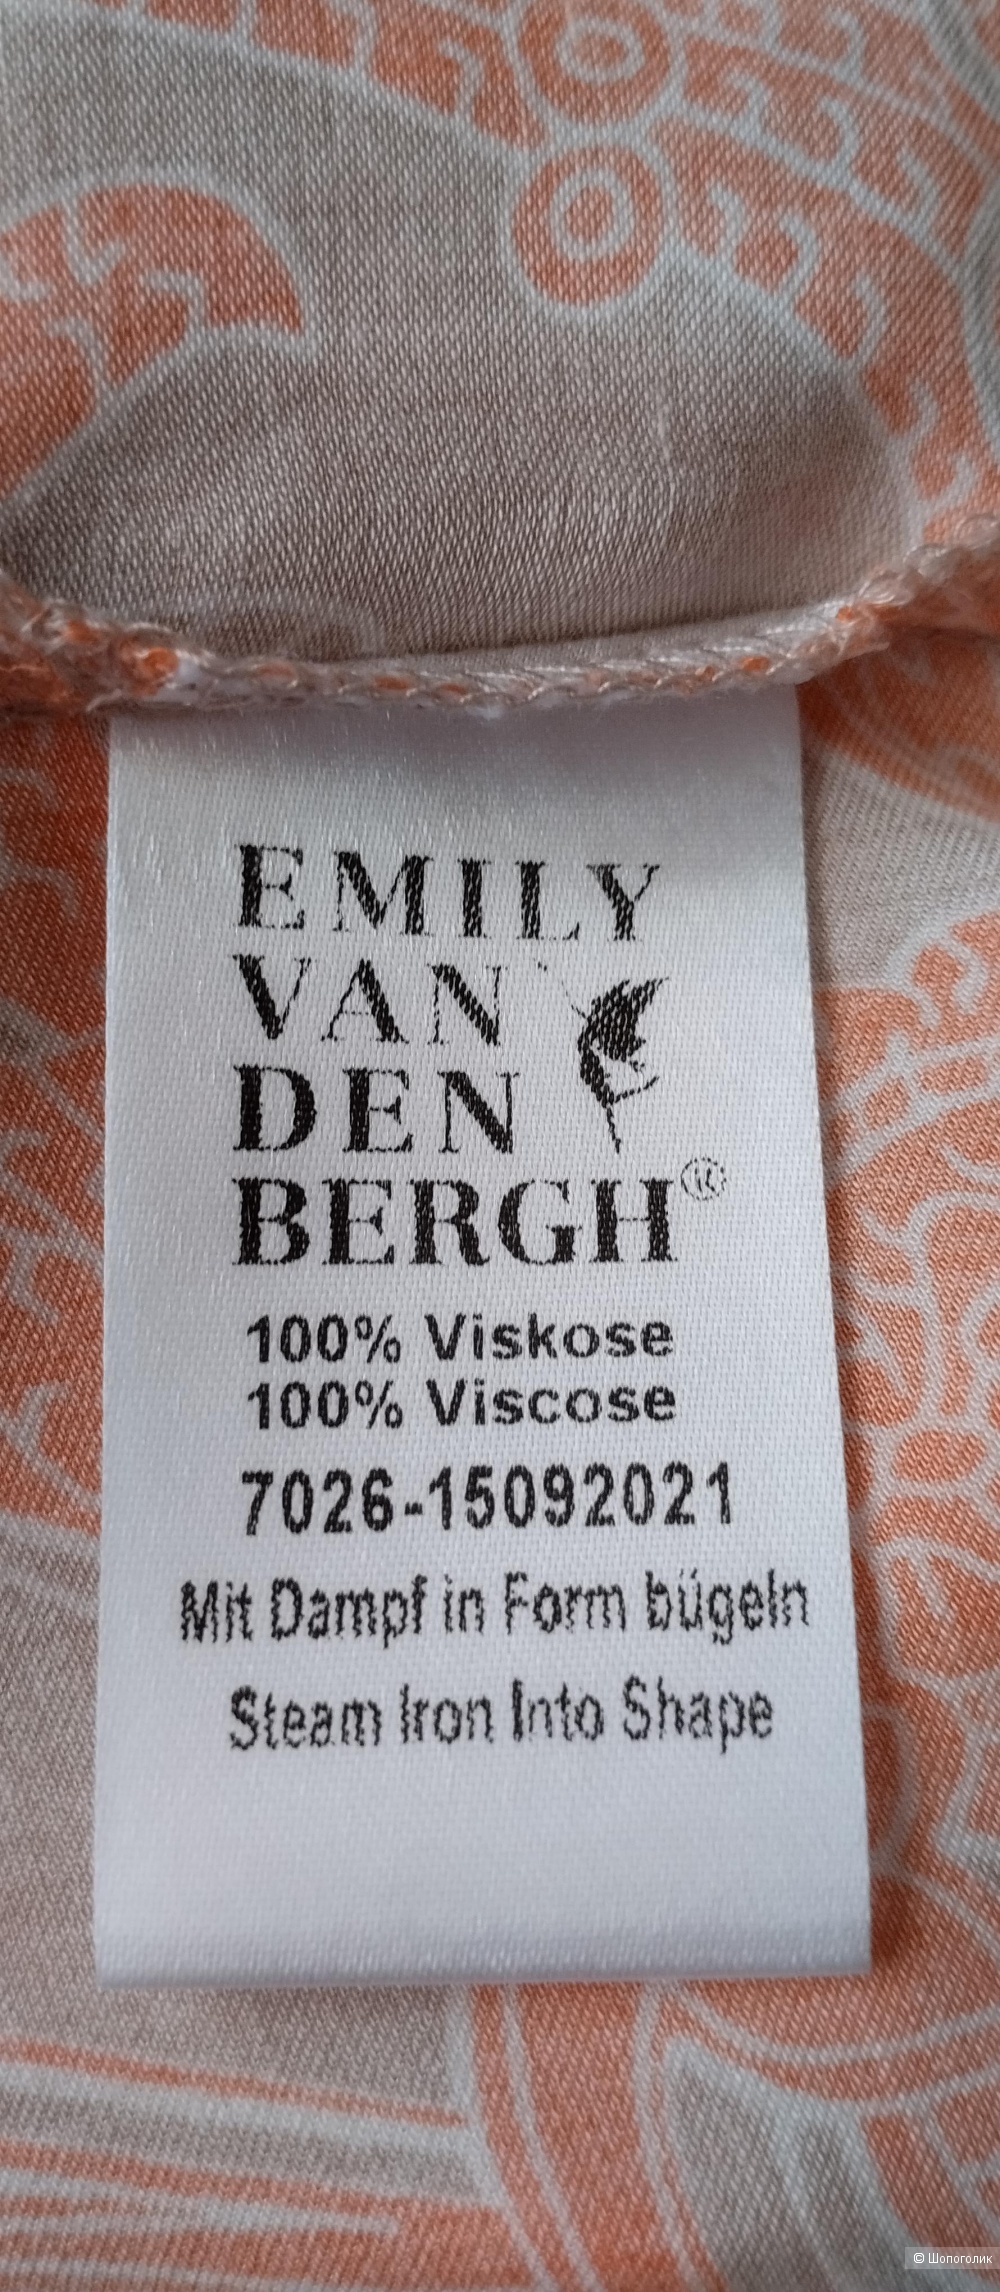 EMILY
VAN
DEN
BERGH®
100% Viskose
100% Viscose
7026-15092021
Mit Dampf in Form bügeln
Steam Iron Into Shape
© Шопоголик